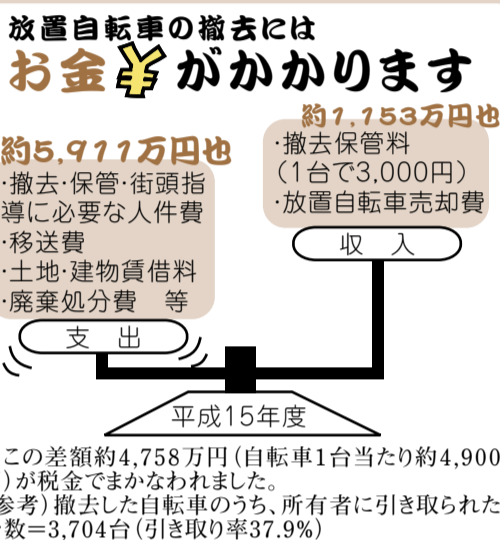 放置自転車の撤去には
お金¥がかかります
約1,153万円也
・撤去保管料
（1台で3,000円）
・放置自転車売却費
収　入
約5,911万円也
・撤去・保管・街頭指
導に必要な人件費
・移送費
・土地・建物賃借料
・廃棄処分費　等
支　出
平成15年度
この差額約4,758万円（自転車1台当たり約4,900
）が税金でまかなわれました。
参考）撤去した自転車のうち、所有者に引き取られた
数＝3,704台（引き取り率37.9％）